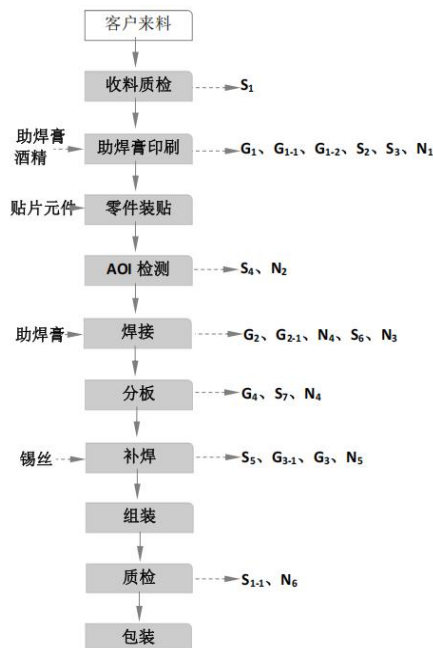 客户来料
收料质检
S₁
助焊膏
酒精
助焊膏印刷
G₁、G₁₋₁、G₁₋₂、S₂、S₃、N₁
贴片元件
零件装贴
AOI 检测
S₄、N₂
助焊膏
焊接
G₂、G₂₋₁、N₄、S₆、N₃
分板
G₄、S₇、N₄
锡丝
补焊
S₅、G₃₋₁、G₃、N₅
组装
质检
S₁₋₁、N₆
包装